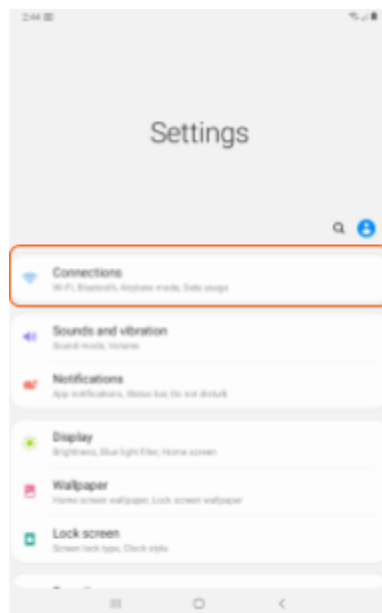 2:44
Settings
Connections
Wi-Fi, Bluetooth, Airplane mode, Data usage
Sounds and vibration
Sound mode, Volume
Notifications
App notifications, Status bar, Do not disturb
Display
Brightness, Blue light filter, Home screen
Wallpaper
Home screen wallpaper, Lock screen wallpaper
Lock screen
Screen lock type, Clock style